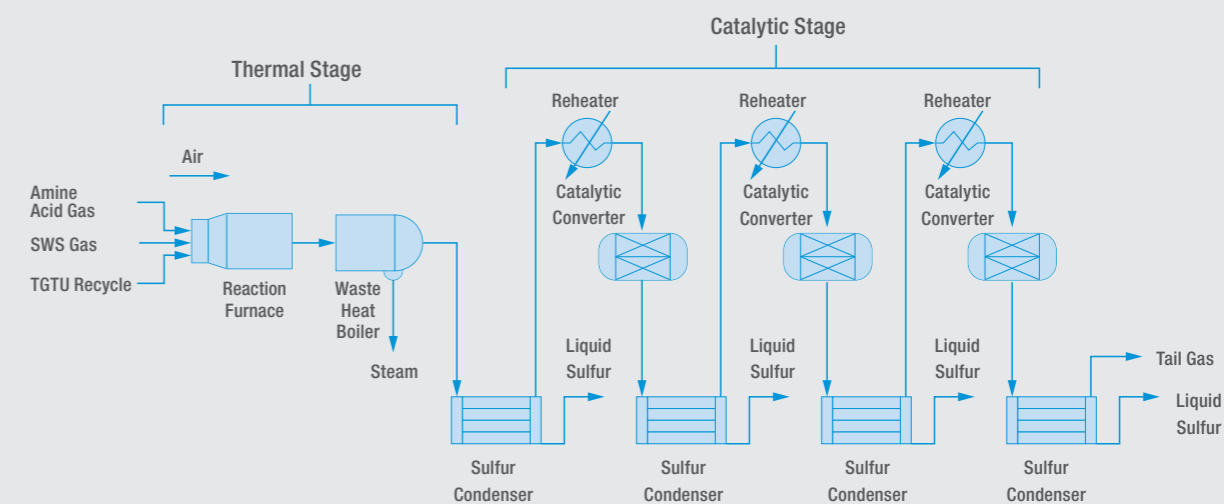 Catalytic Stage
Thermal Stage
Reheater
Reheater
Reheater
Air
Amine
Acid Gas
SWS Gas
TGTU Recycle
Catalytic
Converter
Catalytic
Converter
Catalytic
Converter
Reaction
Furnace
Waste
Heat
Boiler
Steam
Liquid
Sulfur
Liquid
Sulfur
Liquid
Sulfur
Tail Gas
Liquid
Sulfur
Sulfur
Condenser
Sulfur
Condenser
Sulfur
Condenser
Sulfur
Condenser